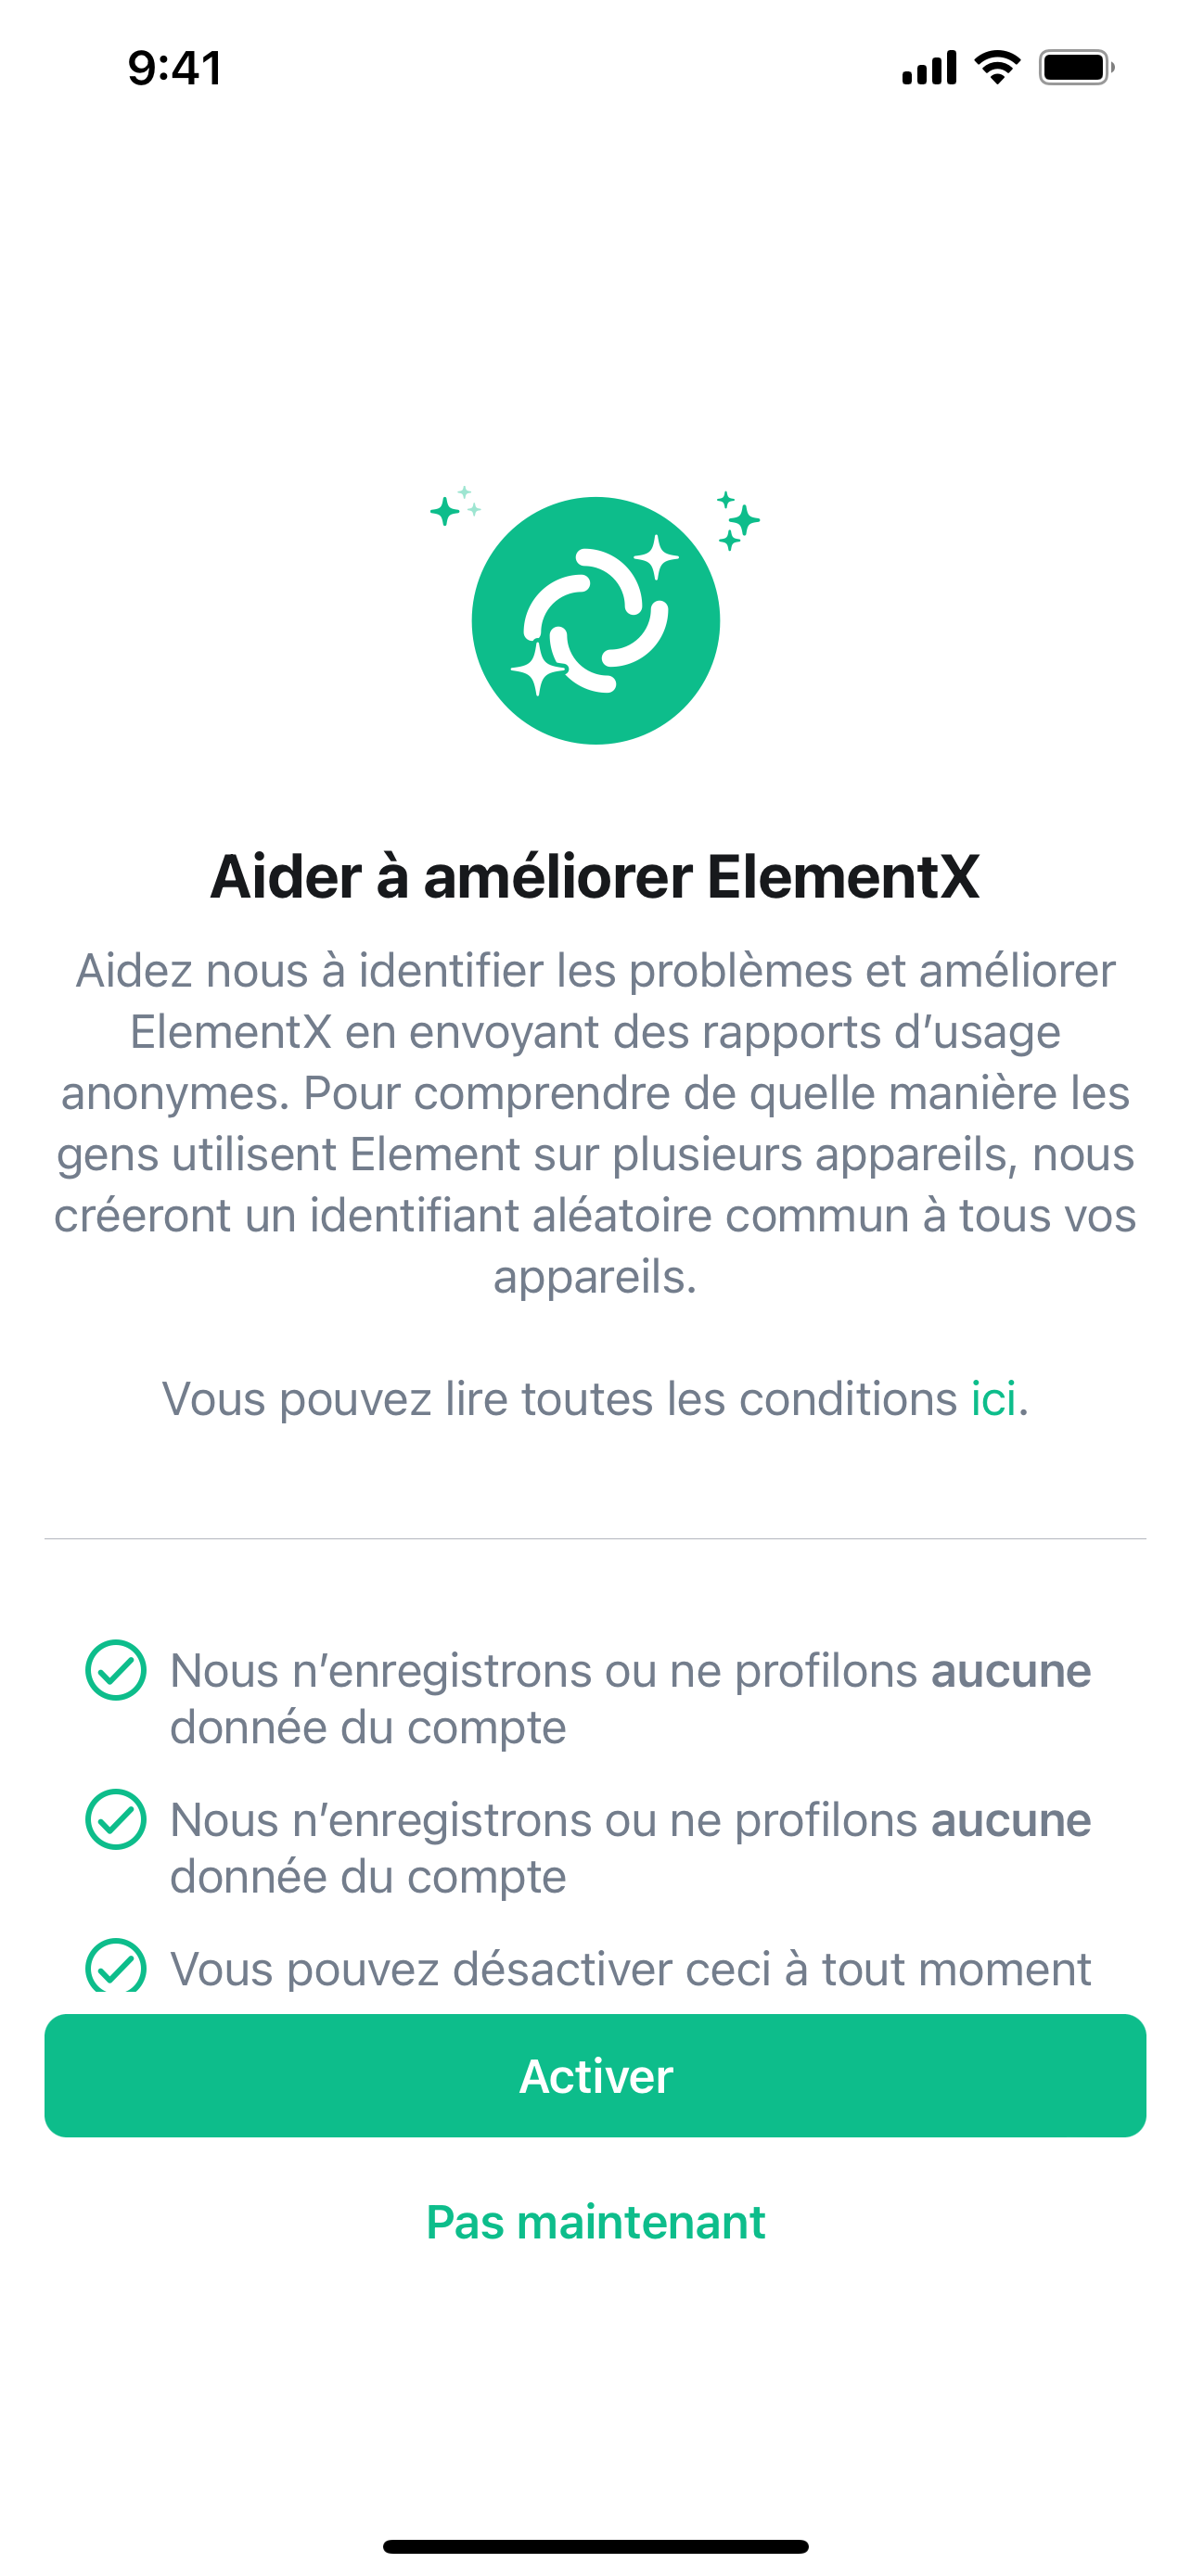 9:41
Aider à améliorer ElementX
Aidez nous à identifier les problèmes et améliorer
ElementX en envoyant des rapports d’usage
anonymes. Pour comprendre de quelle manière les
gens utilisent Element sur plusieurs appareils, nous
créeront un identifiant aléatoire commun à tous vos
appareils.
Vous pouvez lire toutes les conditions ici.
Nous n’enregistrons ou ne profilons aucune
donnée du compte
Nous n’enregistrons ou ne profilons aucune
donnée du compte
Vous pouvez désactiver ceci à tout moment
Activer
Pas maintenant